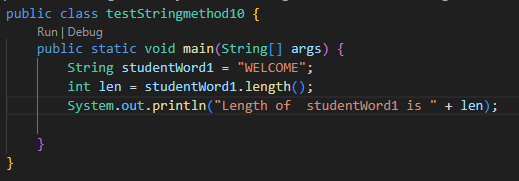 public class testStringmethod10 {
Run | Debug
public static void main(String[] args) {
String studentWord1 = "WELCOME";
int len = studentWord1.length();
System.out.println("Length of  studentWord1 is " + len);
}
}